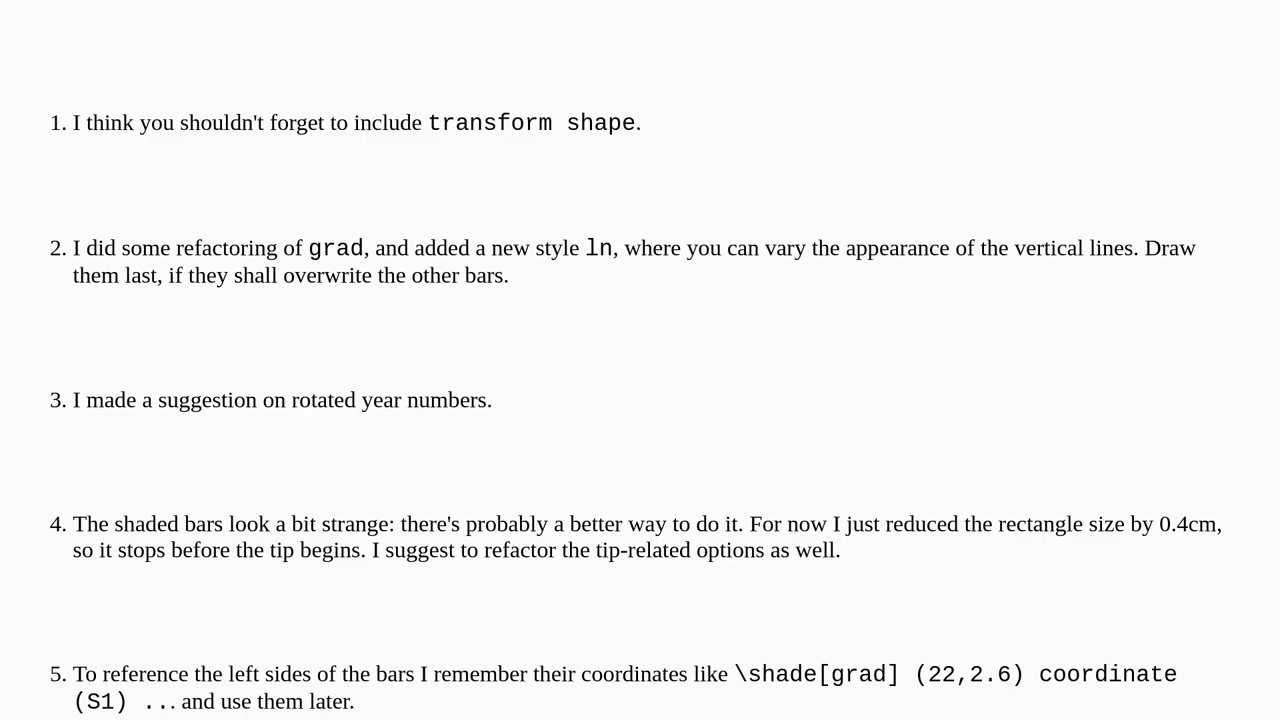 1. I think you shouldn't forget to include transform shape.
2. I did some refactoring of grad, and added a new style ln, where you can vary the appearance of the vertical lines. Draw
them last, if they shall overwrite the other bars.
3. I made a suggestion on rotated year numbers.
4. The shaded bars look a bit strange: there's probably a better way to do it. For now I just reduced the rectangle size by 0.4cm,
so it stops before the tip begins. I suggest to refactor the tip-related options as well.
5. To reference the left sides of the bars I remember their coordinates like \shade[grad] (22,2.6) coordinate
(S1) ... and use them later.